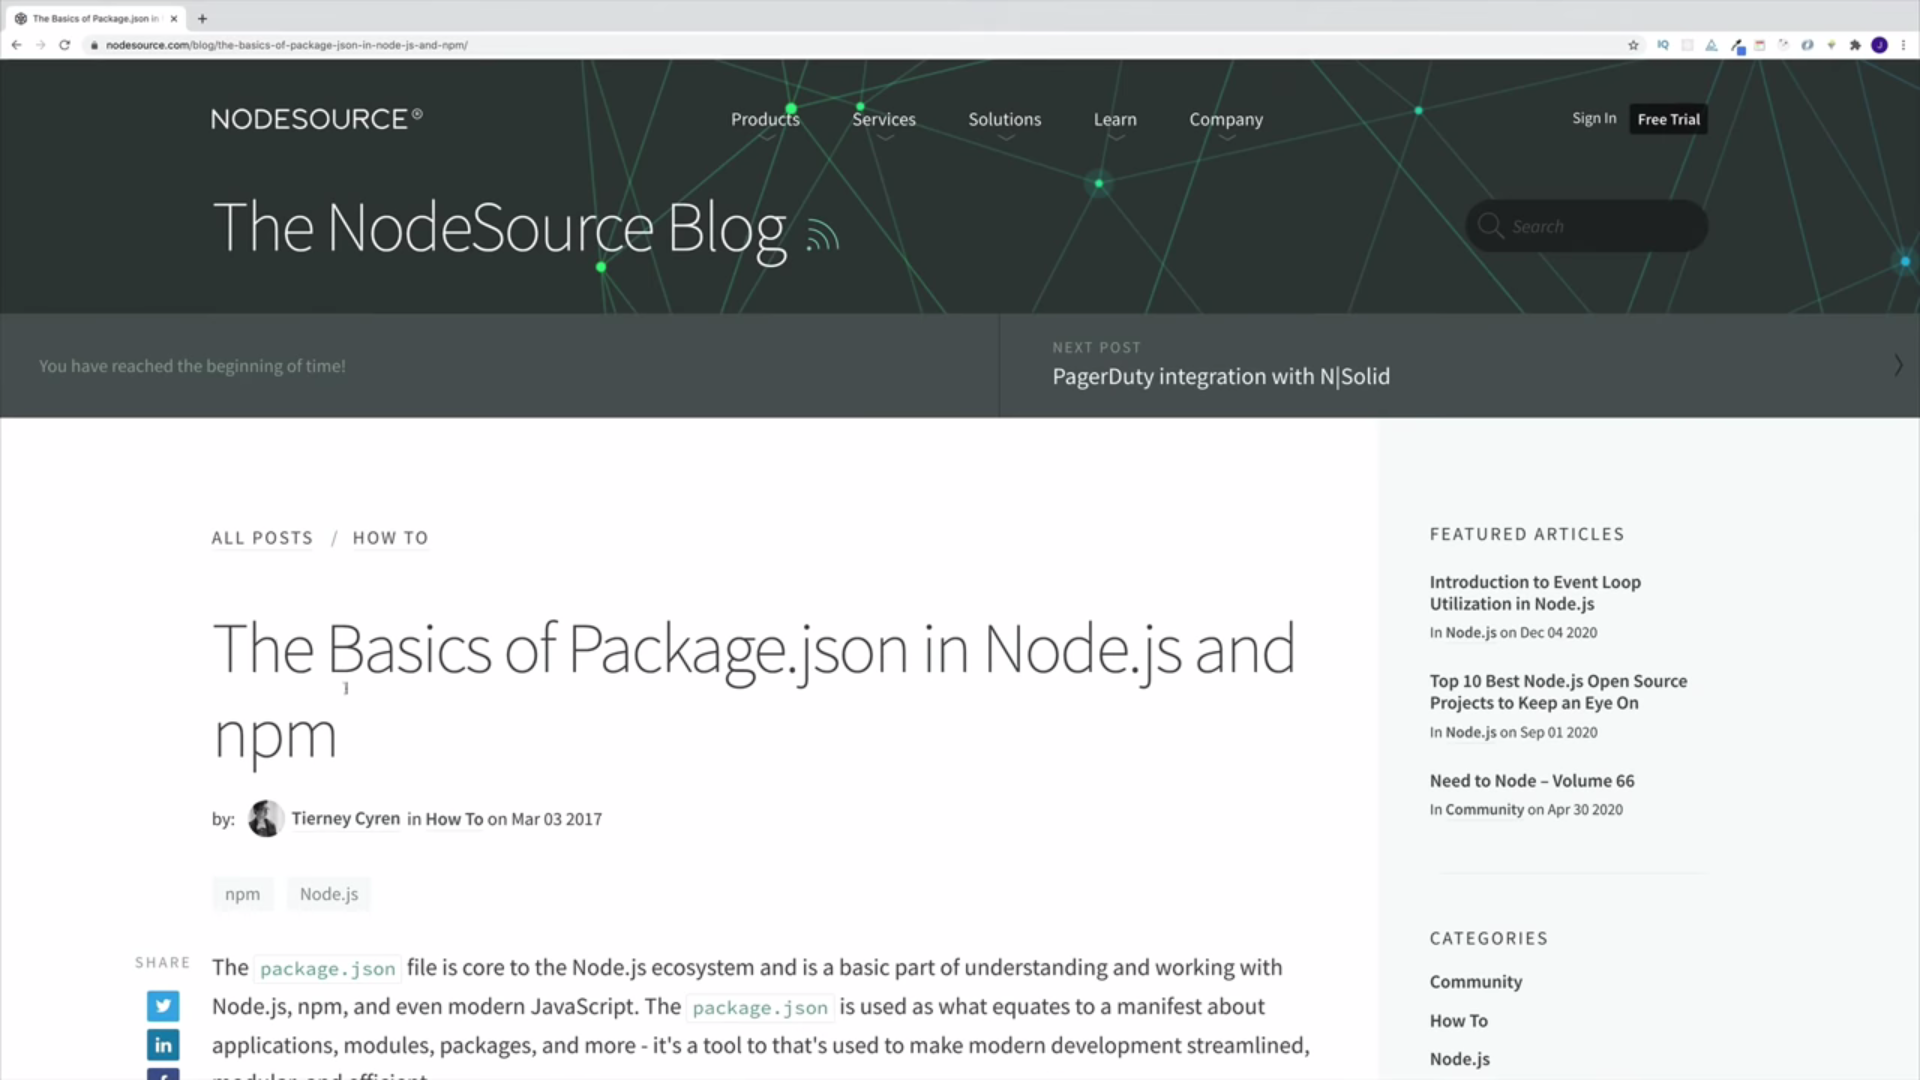 The Basics of Package.json in
nodesource.com/blog/the-basics-of-package-json-in-node-js-and-npm/
NODESOURCE®
Products
Services
Solutions
Learn
Company
Sign In
Free Trial
The NodeSource Blog
Search
You have reached the beginning of time!
NEXT POST
PagerDuty integration with N|Solid
ALL POSTS / HOW TO
The Basics of Package.json in Node.js and
npm
by: Tierney Cyren in How To on Mar 03 2017
npm
Node.js
SHARE
The package.json file is core to the Node.js ecosystem and is a basic part of understanding and working with
Node.js, npm, and even modern JavaScript. The package.json is used as what equates to a manifest about
applications, modules, packages, and more - it's a tool to that's used to make modern development streamlined,
modular, and efficient.
FEATURED ARTICLES
Introduction to Event Loop
Utilization in Node.js
In Node.js on Dec 04 2020
Top 10 Best Node.js Open Source
Projects to Keep an Eye On
In Node.js on Sep 01 2020
Need to Node – Volume 66
In Community on Apr 30 2020
CATEGORIES
Community
How To
Node.js